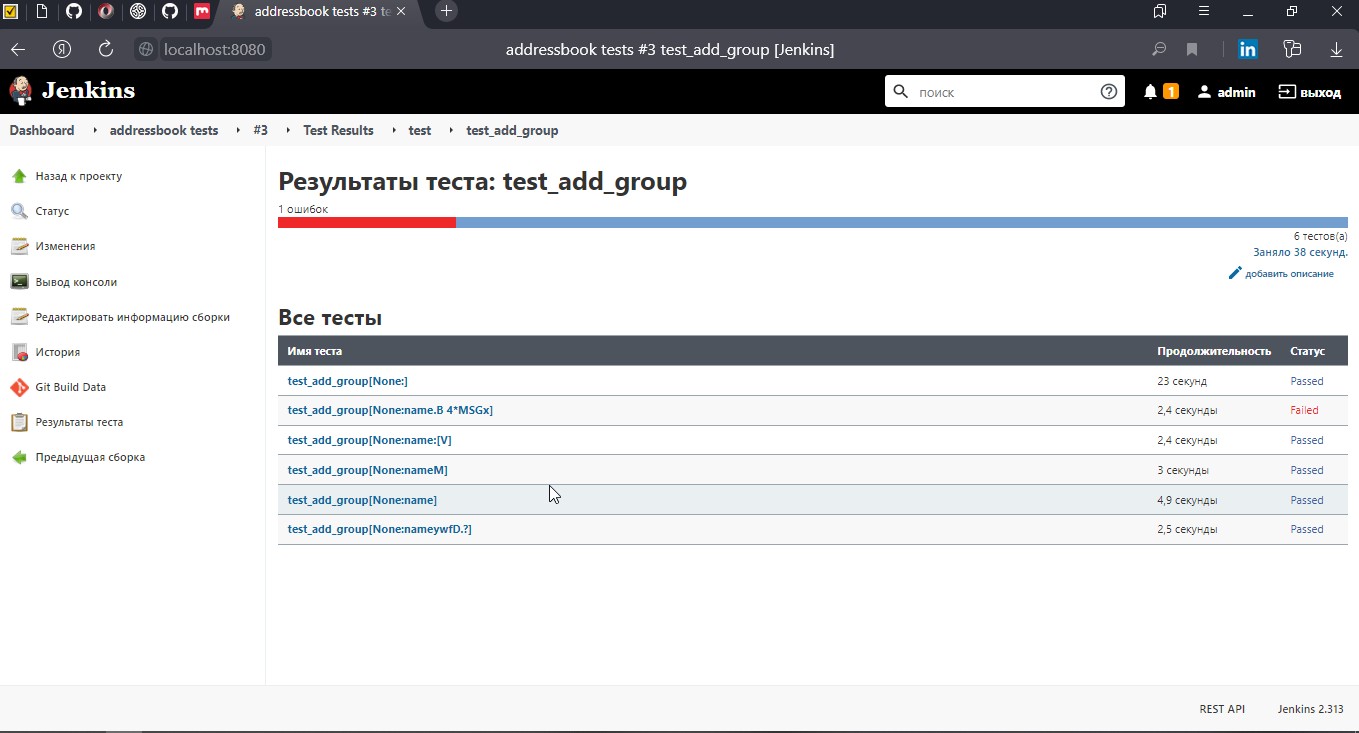 addressbook tests #3 te
localhost:8080
addressbook tests #3 test_add_group [Jenkins]
in
Jenkins
поиск
1
admin
выход
Dashboard
addressbook tests
#3
Test Results
test
test_add_group
Назад к проекту
Статус
Изменения
Вывод консоли
Редактировать информацию сборки
История
Git Build Data
Результаты теста
Предыдущая сборка
Результаты теста: test_add_group
1 ошибок
6 тестов(а)
Заняло 38 секунд.
добавить описание
Все тесты
Имя теста Продолжительность Статус
test_add_group[None:] 23 секунд Passed
test_add_group[None:name.B 4*MSGx] 2,4 секунды Failed
test_add_group[None:name:[V] 2,4 секунды Passed
test_add_group[None:nameM] 3 секунды Passed
test_add_group[None:name] 4,9 секунды Passed
test_add_group[None:nameywfD.?] 2,5 секунды Passed
REST API
Jenkins 2.313